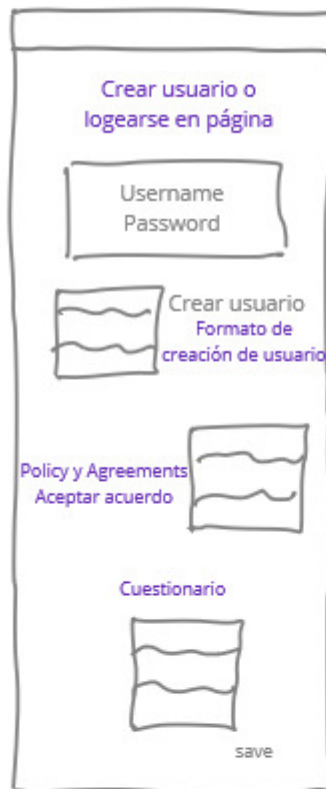 Crear usuario o
logearse en página
Username
Password
Crear usuario
Formato de
creación de usuario
Policy y Agreements
Aceptar acuerdo
Cuestionario
save